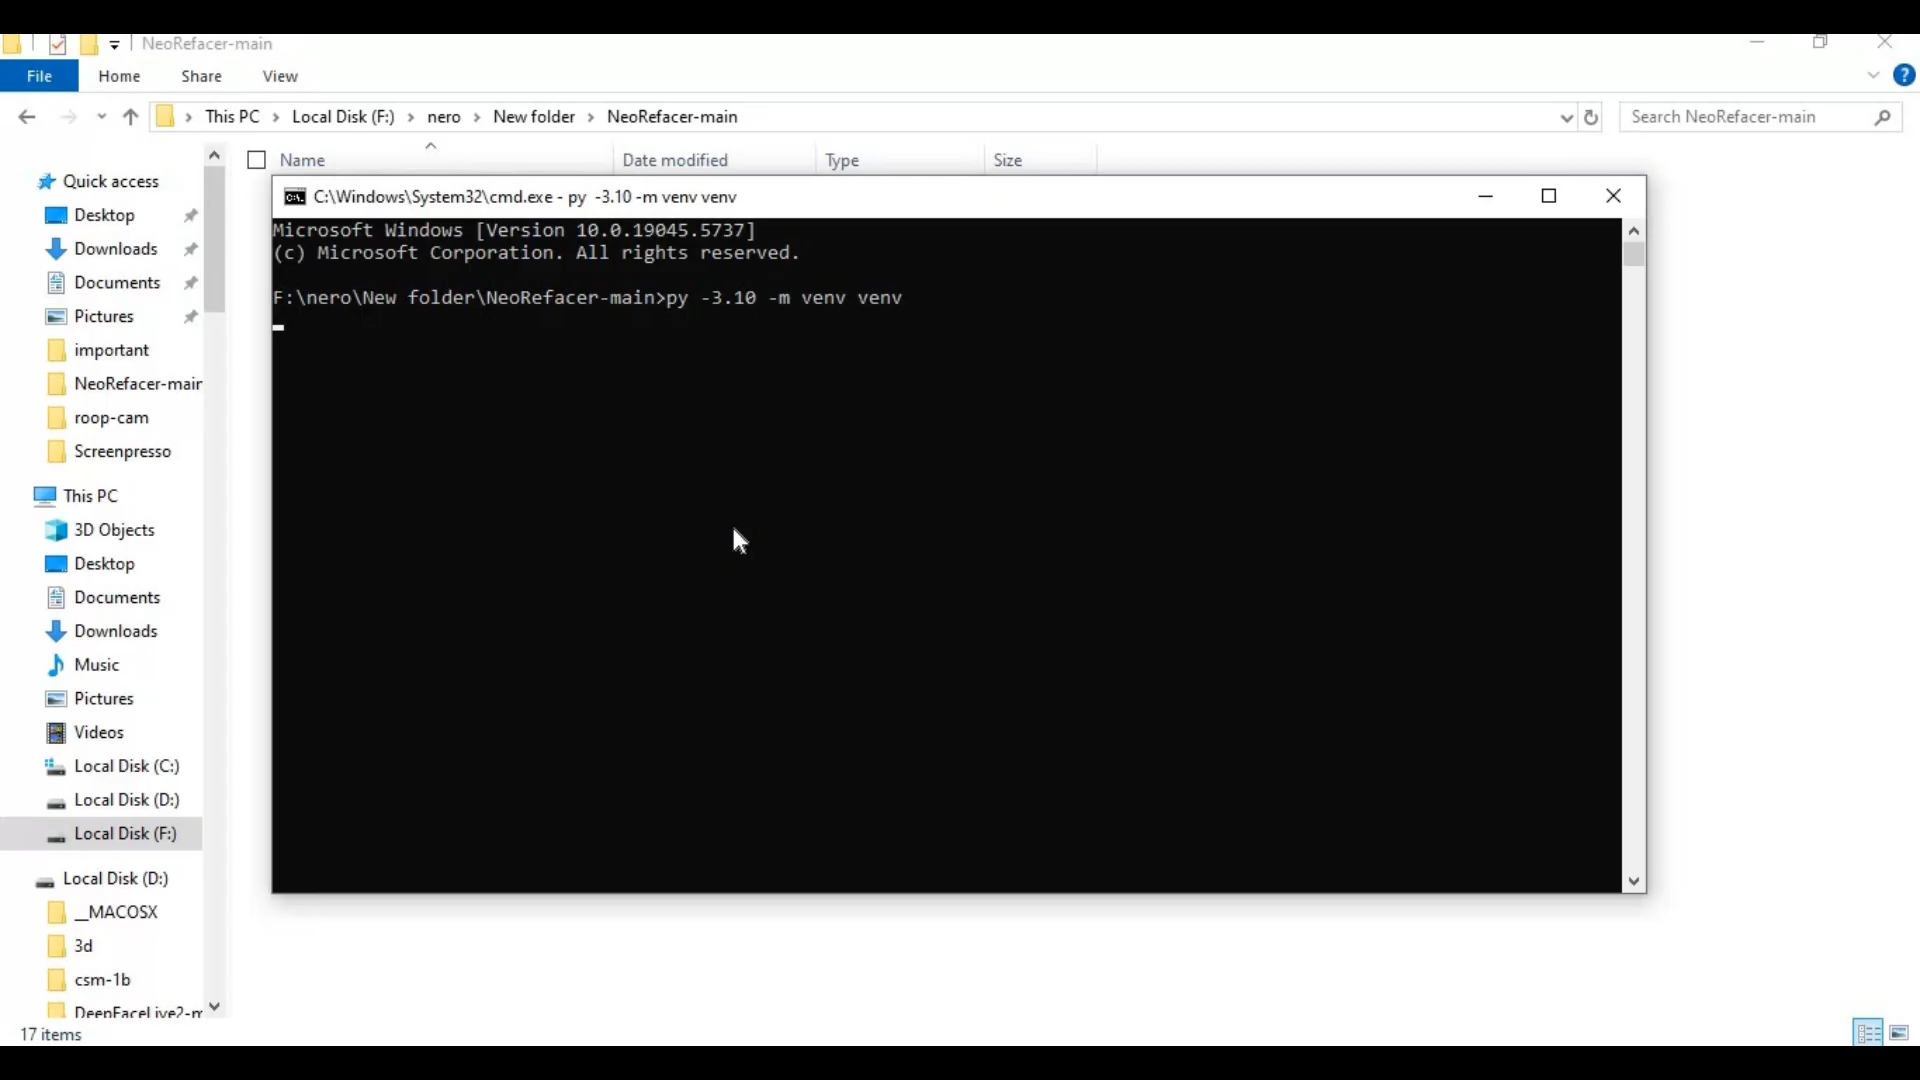 NeoRefacer-main
File Home Share View
This PC Local Disk (F:) nero New folder NeoRefacer-main
Search NeoRefacer-main
Name Date modified Type Size
Quick access
Desktop
Downloads
Documents
Pictures
important
NeoRefacer-main
roop-cam
Screenpresso
This PC
3D Objects
Desktop
Documents
Downloads
Music
Pictures
Videos
Local Disk (C:)
Local Disk (D:)
Local Disk (F:)
Local Disk (D:)
__MACOSX
3d
csm-1b
DeepFaceLive2-m
17 items
C:\Windows\System32\cmd.exe - py -3.10 -m venv venv
Microsoft Windows [Version 10.0.19045.5737]
(c) Microsoft Corporation. All rights reserved.
F:\nero\New folder\NeoRefacer-main>py -3.10 -m venv venv